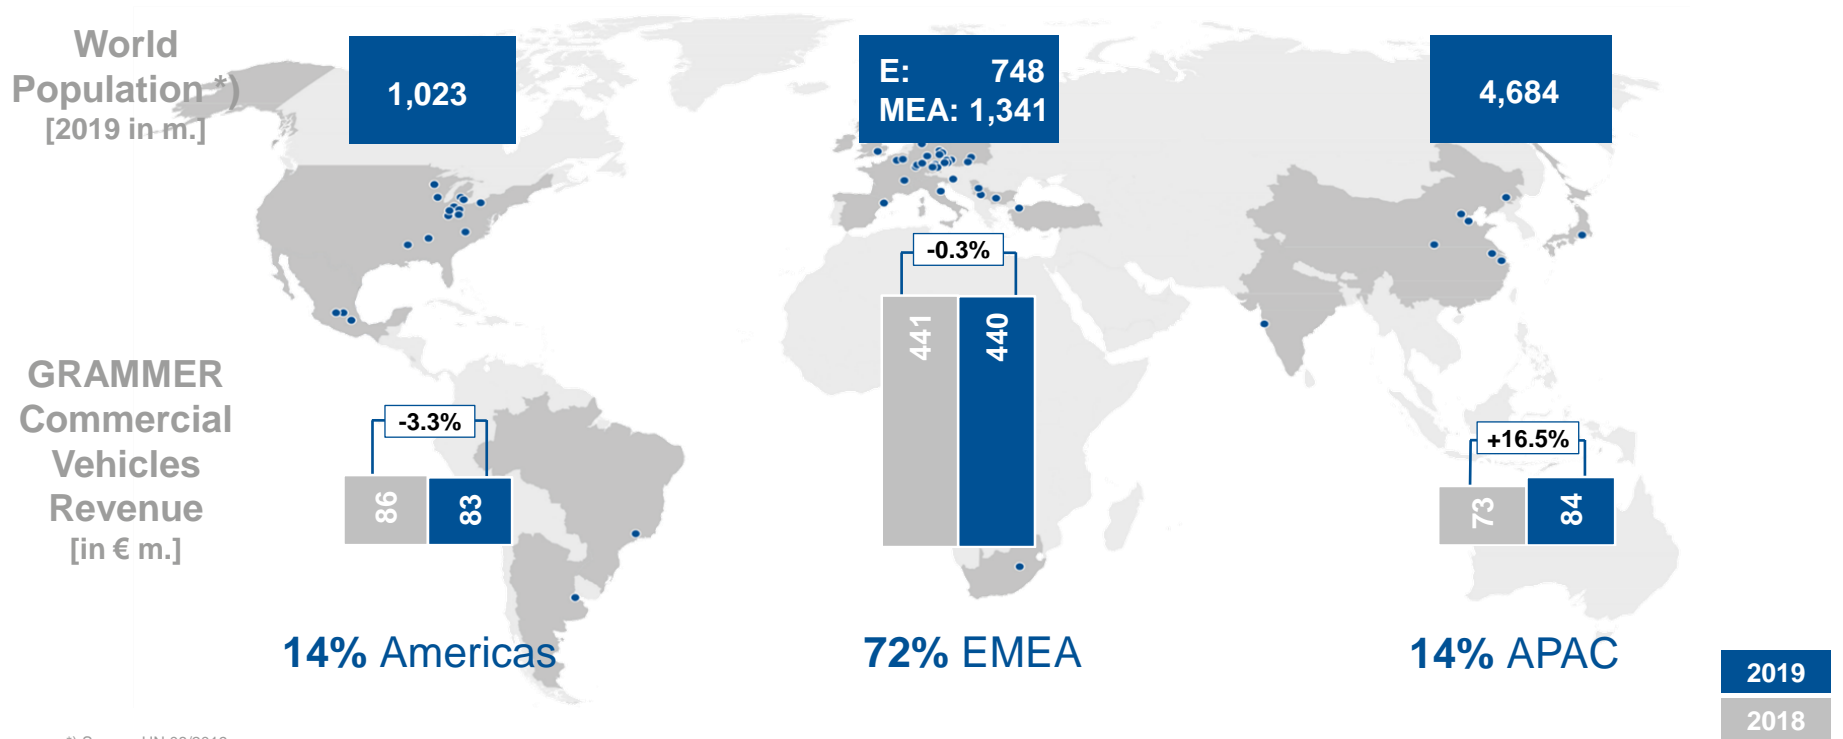 World
Population *)
[2019 in m.]
1,023
E: 748
MEA: 1,341
4,684
GRAMMER
Commercial
Vehicles
Revenue
[in € m.]
-3.3%
86
83
-0.3%
441
440
+16.5%
73
84
14% Americas
72% EMEA
14% APAC
2019
2018